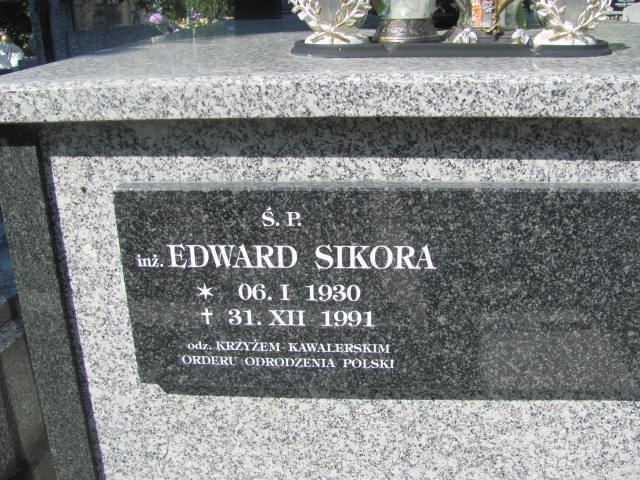 Ś. P.
inż. EDWARD SIKORA
✶ 06. I 1930
† 31. XII 1991
odz. KRZYŻEM KAWALERSKIM
ORDERU ODRODZENIA POLSKI